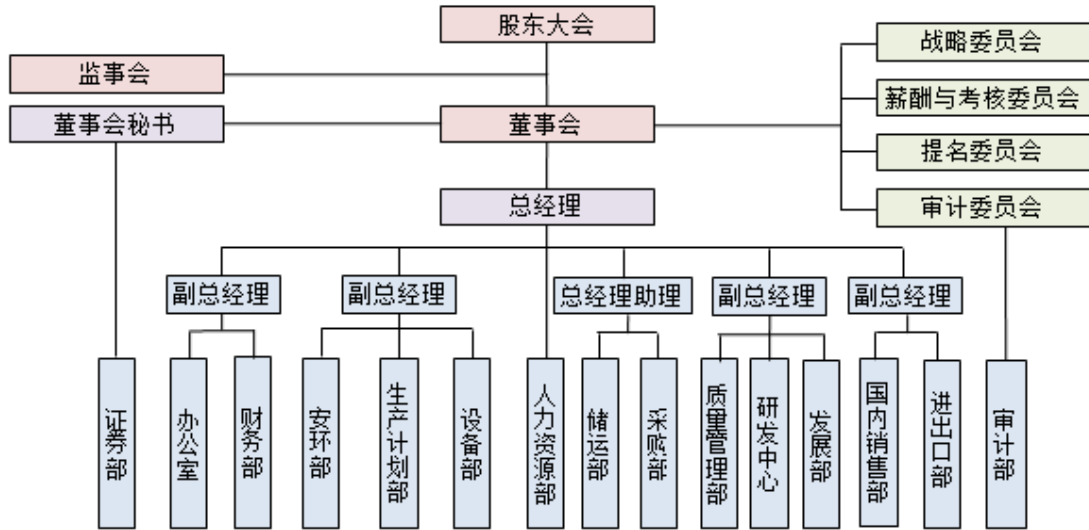 股东大会
监事会
战略委员会
薪酬与考核委员会
董事会秘书
董事会
提名委员会
总经理
审计委员会
副总经理
副总经理
总经理助理
副总经理
副总经理
证券部
办公室
财务部
安环部
生产计划部
设备部
人力资源部
储运部
采购部
质量管理部
研发中心
发展部
国内销售部
进出口部
审计部